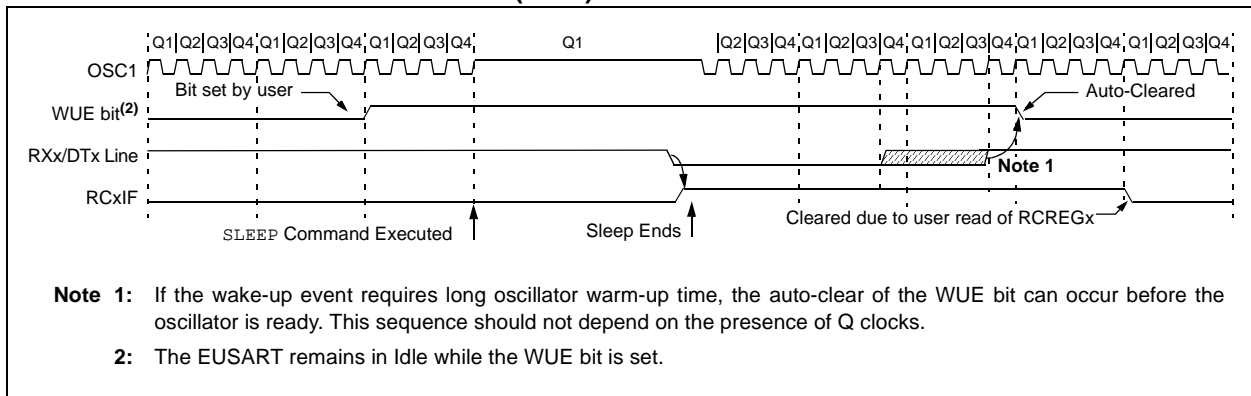 Q1 Q2 Q3 Q4 Q1 Q2 Q3 Q4 Q1 Q2 Q3 Q4 Q1 Q2 Q3 Q4 Q1 Q2 Q3 Q4 Q1 Q2 Q3 Q4 Q1 Q2 Q3 Q4
OSC1
Bit set by user
Auto-Cleared
WUE bit(2)
RXx/DTx Line
Note 1
RCxIF
Cleared due to user read of RCREGx
SLEEP Command Executed
Sleep Ends
Note 1: If the wake-up event requires long oscillator warm-up time, the auto-clear of the WUE bit can occur before the
oscillator is ready. This sequence should not depend on the presence of Q clocks.
2: The EUSART remains in Idle while the WUE bit is set.